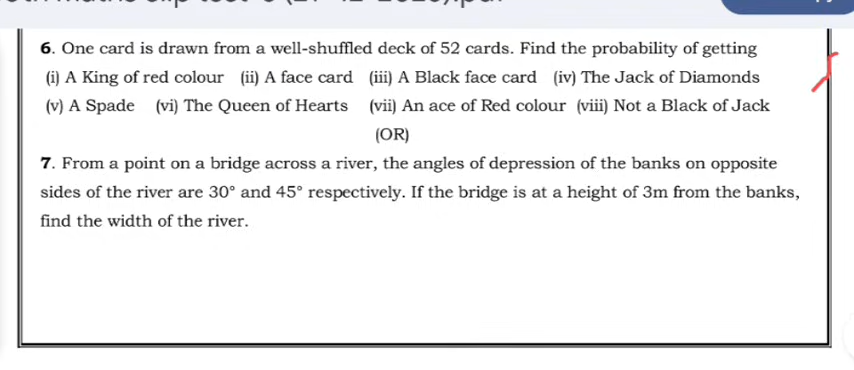 6. One card is drawn from a well-shuffled deck of 52 cards. Find the probability of getting
(i) A King of red colour (ii) A face card (iii) A Black face card (iv) The Jack of Diamonds
(v) A Spade (vi) The Queen of Hearts (vii) An ace of Red colour (viii) Not a Black of Jack
(OR)
7. From a point on a bridge across a river, the angles of depression of the banks on opposite
sides of the river are 30° and 45° respectively. If the bridge is at a height of 3m from the banks,
find the width of the river.